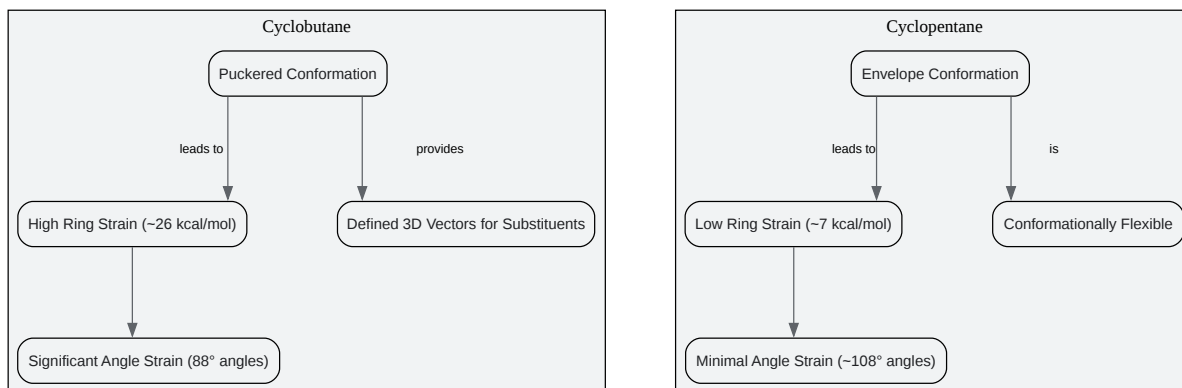 Cyclobutane
Puckered Conformation
leads to
provides
High Ring Strain (~26 kcal/mol)
Defined 3D Vectors for Substituents
Significant Angle Strain (88° angles)
Cyclopentane
Envelope Conformation
leads to
is
Low Ring Strain (~7 kcal/mol)
Conformationally Flexible
Minimal Angle Strain (~108° angles)